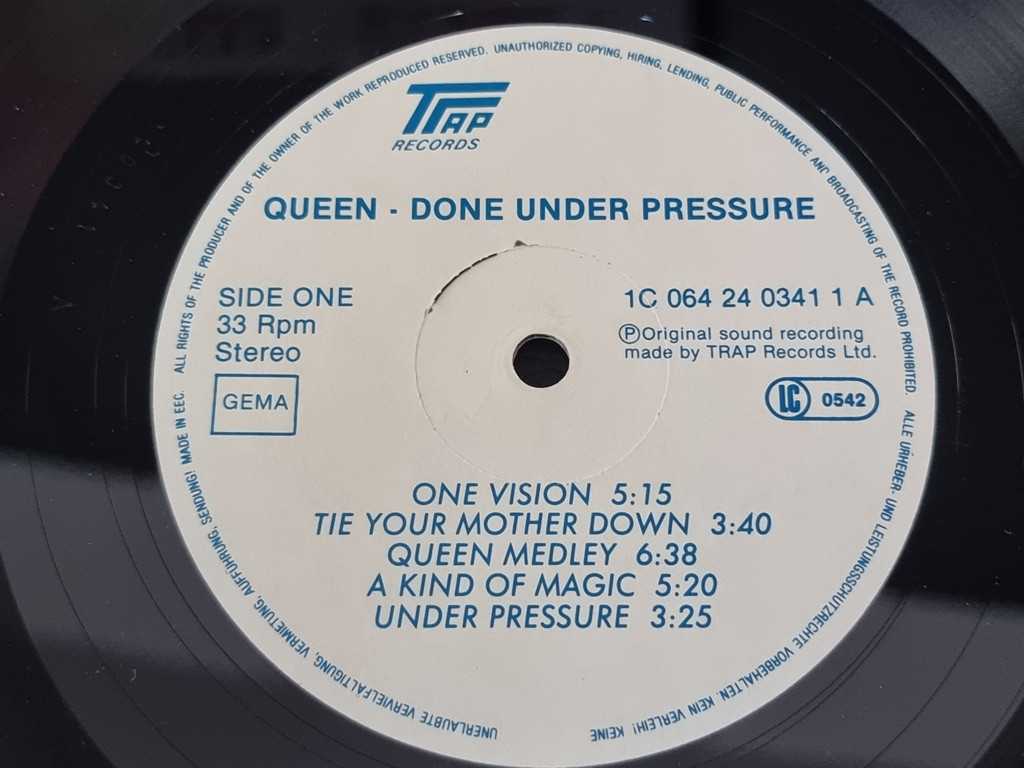 ALL RIGHTS OF THE PRODUCER AND OF THE OWNER OF THE WORK REPRODUCED RESERVED. UNAUTHORIZED COPYING, HIRING, LENDING, PUBLIC PERFORMANCE AND BROADCASTING OF THE RECORD PROHIBITED.
ALLE URHEBER- UND LEISTUNGSSCHUTZRECHTE VORBEHALTEN. KEIN VERLEIH! KEINE
UNERLAUBTE VERVIELFÄLTIGUNG, VERMIETUNG, AUFFÜHRUNG, SENDUNG! MADE IN EEC.
TRAP
RECORDS
QUEEN - DONE UNDER PRESSURE
SIDE ONE
33 Rpm
Stereo
GEMA
1C 064 24 0341 1 A
ⓅOriginal sound recording
made by TRAP Records Ltd.
LC 0542
ONE VISION 5:15
TIE YOUR MOTHER DOWN 3:40
QUEEN MEDLEY 6:38
A KIND OF MAGIC 5:20
UNDER PRESSURE 3:25